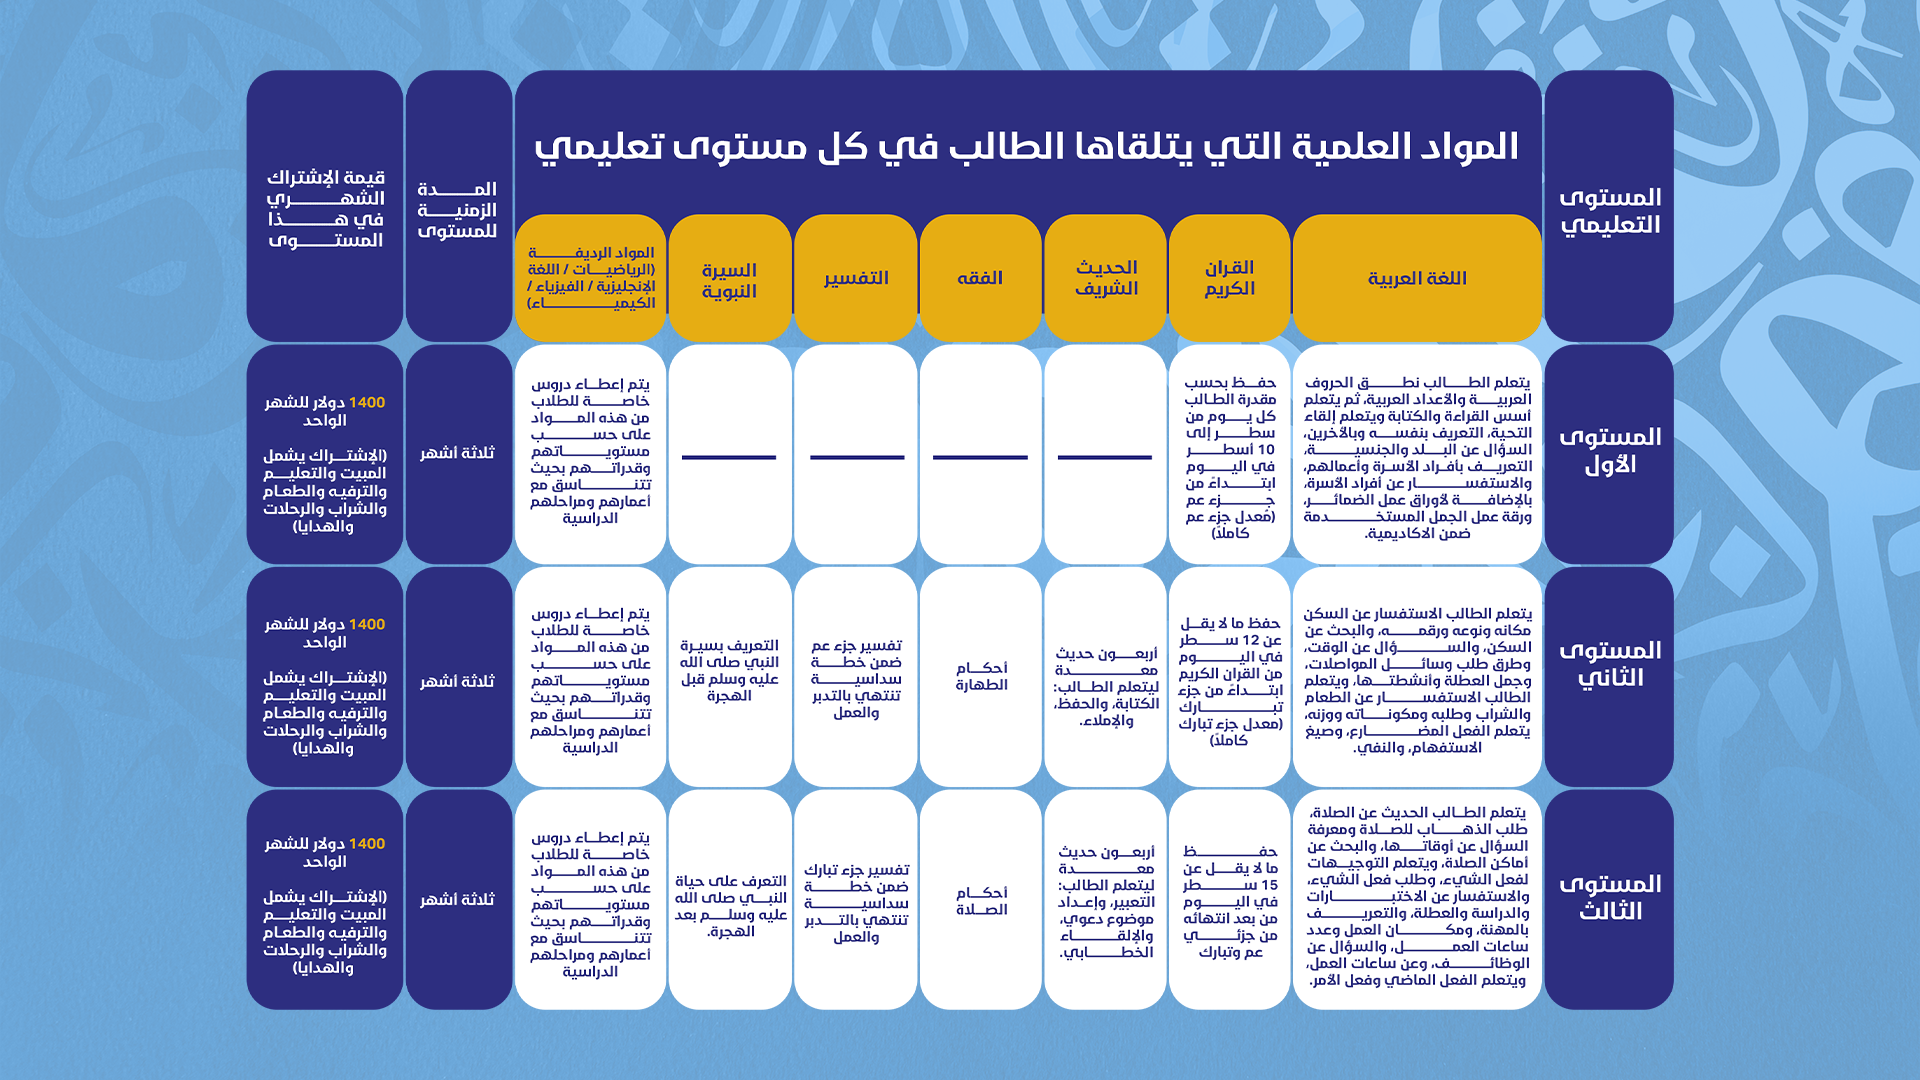 المستوى
التعليمي
المواد العلمية التي يتلقاها الطالب في كل مستوى تعليمي
المدة
الزمنية
للمستوى
قيمة الإشتراك
الشهري
في هذا
المستوى
اللغة العربية
القران
الكريم
الحديث
الشريف
الفقه
التفسير
السيرة
النبوية
المواد الرديفة
(الرياضيات / اللغة
الإنجليزية / الفيزياء /
الكيمياء)
المستوى
الأول
يتعلم الطالب نطق الحروف
العربية والأعداد العربية، ثم يتعلم
أسس القراءة والكتابة ويتعلم إلقاء
التحية، التعريف بنفسه وبالآخرين،
السؤال عن البلد والجنسية،
التعريف بأفراد الأسرة وأعمالهم،
والاستفسار عن أفراد الأسرة،
بالإضافة لأوراق عمل الضمائر،
ورقة عمل الجمل المستخدمة
ضمن الاكاديمية.
حفظ بحسب
مقدرة الطالب
كل يوم من
سطر إلى
10 أسطر
في اليوم
ابتداءً من
جزء عم
(مُعدل جزء عم
كاملاً)
يتم إعطاء دروس
خاصة للطلاب
من هذه المواد
على حسب
مستوياتهم
وقدراتهم بحيث
تتناسق مع
أعمارهم ومراحلهم
الدراسية
ثلاثة أشهر
1400 دولار للشهر
الواحد
(الإشتراك يشمل
المبيت والتعليم
والترفيه والطعام
والشراب والرحلات
والهدايا)
المستوى
الثاني
يتعلم الطالب الاستفسار عن السكن
مكانه ونوعه ورقمه، والبحث عن
السكن، والسؤال عن الوقت،
وطرق طلب وسائل المواصلات،
وجمل العطلة وأنشطتها، ويتعلم
الطالب الاستفسار عن الطعام
والشراب وطلبه ومكوناته ووزنه،
يتعلم الفعل المضارع، وصيغ
الاستفهام، والنفي.
حفظ ما لا يقل
عن 12 سطر
في اليوم
من القران الكريم
ابتداءً من جزء
تبارك
(معدل جزء تبارك
كاملاً)
أربعون حديث
معدة
ليتعلم الطالب:
الكتابة، والحفظ،
والإملاء.
أحكام
الطهارة
تفسير جزء عم
ضمن خطة
سداسية
تنتهي بالتدبر
والعمل
التعريف بسيرة
النبي صلى الله
عليه وسلم قبل
الهجرة
يتم إعطاء دروس
خاصة للطلاب
من هذه المواد
على حسب
مستوياتهم
وقدراتهم بحيث
تتناسق مع
أعمارهم ومراحلهم
الدراسية
ثلاثة أشهر
1400 دولار للشهر
الواحد
(الإشتراك يشمل
المبيت والتعليم
والترفيه والطعام
والشراب والرحلات
والهدايا)
المستوى
الثالث
يتعلم الطالب الحديث عن الصلاة،
طلب الذهاب للصلاة ومعرفة
السؤال عن أوقاتها، والبحث عن
أماكن الصلاة، ويتعلم التوجيهات
لفعل الشيء، وطلب فعل الشيء،
والاستفسار عن الاختبارات
والدراسة والعطلة، والتعريف
بالمهنة، ومكان العمل وعدد
ساعات العمل، والسؤال عن
الوظائف، وعن ساعات العمل،
ويتعلم الفعل الماضي وفعل الأمر.
حفظ
ما لا يقل عن
15 سطر
في اليوم
من بعد انتهائه
من جزئي
عم وتبارك
أربعون حديث
معدة
ليتعلم الطالب:
التعبير، وإعداد
موضوع دعوي،
والإلقاء
الخطابي.
أحكام
الصلاة
تفسير جزء تبارك
ضمن خطة
سداسية
تنتهي بالتدبر
والعمل
التعرف على حياة
النبي صلى الله
عليه وسلم بعد
الهجرة.
يتم إعطاء دروس
خاصة للطلاب
من هذه المواد
على حسب
مستوياتهم
وقدراتهم بحيث
تتناسق مع
أعمارهم ومراحلهم
الدراسية
ثلاثة أشهر
1400 دولار للشهر
الواحد
(الإشتراك يشمل
المبيت والتعليم
والترفيه والطعام
والشراب والرحلات
والهدايا)